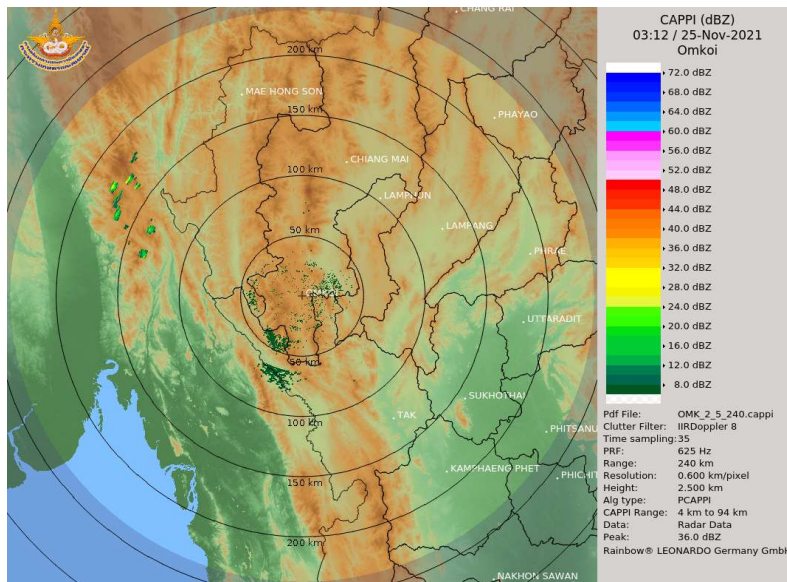 CHANG RAI
200 km
MAE HONG SON
150 km
PHAYAO
CHIANG MAI
100 km
LAMPHUN
LAMPANG
50 km
PHRAE
UTTARADIT
50 km
SUKHOTHAI
100 km
TAK
PHITSANU
KAMPHAENG PHET
PHICHIT
150 km
200 km
NAKHON SAWAN
CAPPI (dBZ)
03:12 / 25-Nov-2021
Omkoi
72.0 dBZ
68.0 dBZ
64.0 dBZ
60.0 dBZ
56.0 dBZ
52.0 dBZ
48.0 dBZ
44.0 dBZ
40.0 dBZ
36.0 dBZ
32.0 dBZ
28.0 dBZ
24.0 dBZ
20.0 dBZ
16.0 dBZ
12.0 dBZ
8.0 dBZ
Pdf File: OMK_2_5_240.cappi
Clutter Filter: IIRDoppler 8
Time sampling:35
PRF: 625 Hz
Range: 240 km
Resolution: 0.600 km/pixel
Height: 2.500 km
Alg type: PCAPPI
CAPPI Range: 4 km to 94 km
Data: Radar Data
Peak: 36.0 dBZ
Rainbow® LEONARDO Germany GmbH